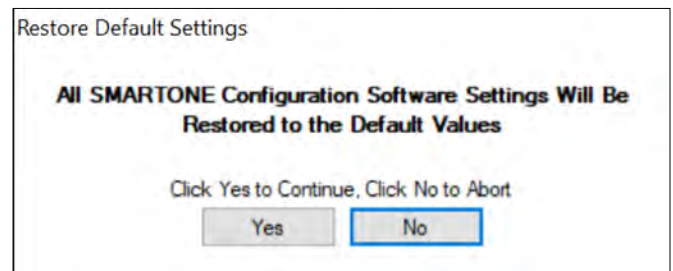 Restore Default Settings
All SMARTONE Configuration Software Settings Will Be
Restored to the Default Values
Click Yes to Continue, Click No to Abort
Yes No